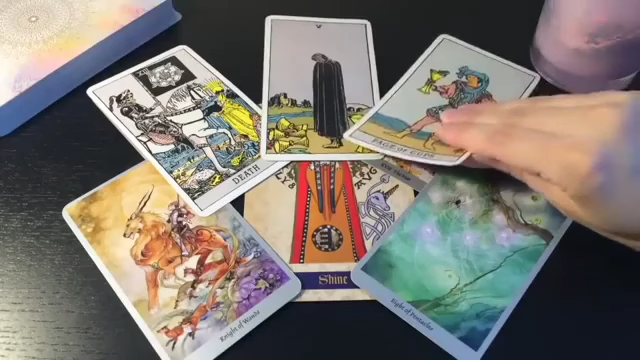 V
DEATH
PAGE OF CUPS
Shine
Knight of Wands
Eight of Pentacles